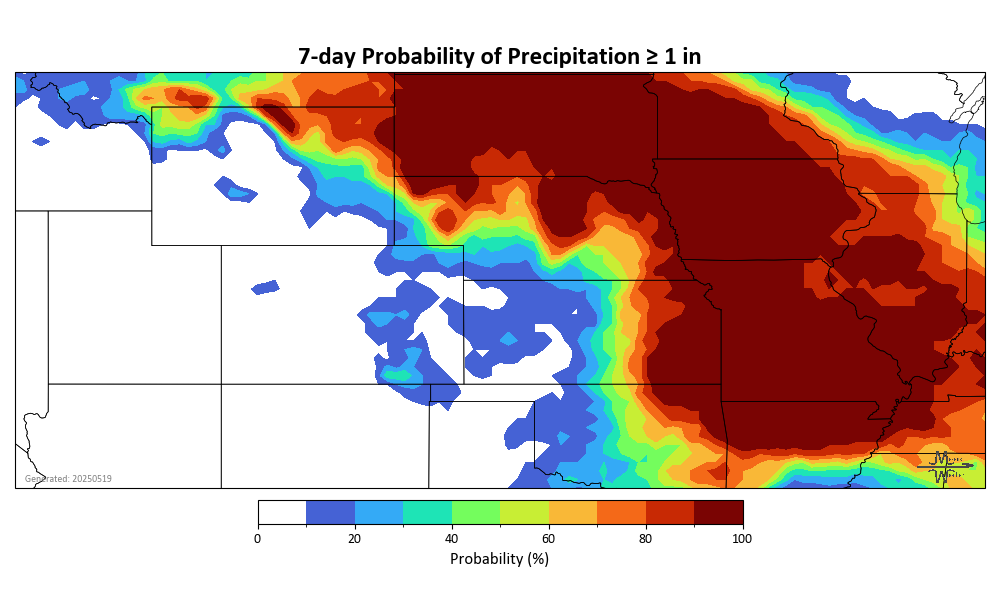 7-day Probability of Precipitation ≥ 1 in
Generated: 20250519
0 20 40 60 80 100
Probability (%)